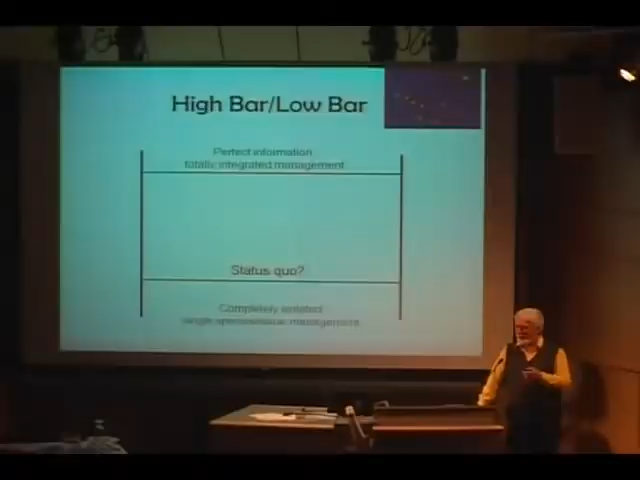 High Bar/Low Bar
Perfect information
totally integrated management
Status quo?
Completely isolated
single species/issue management